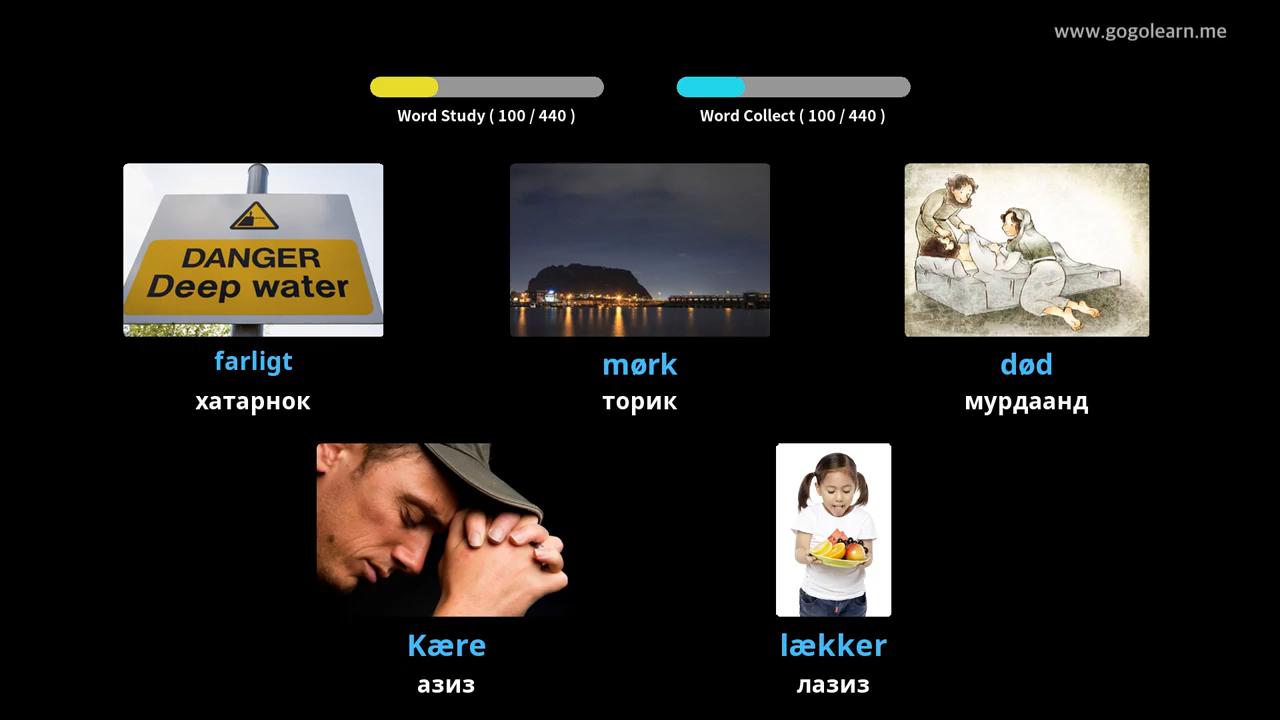 www.gogolearn.me
Word Study ( 100 / 440 )
Word Collect ( 100 / 440 )
DANGER
Deep water
farligt
mørk
død
хатарнок
торик
мурдаанд
Kære
lækker
азиз
лазиз